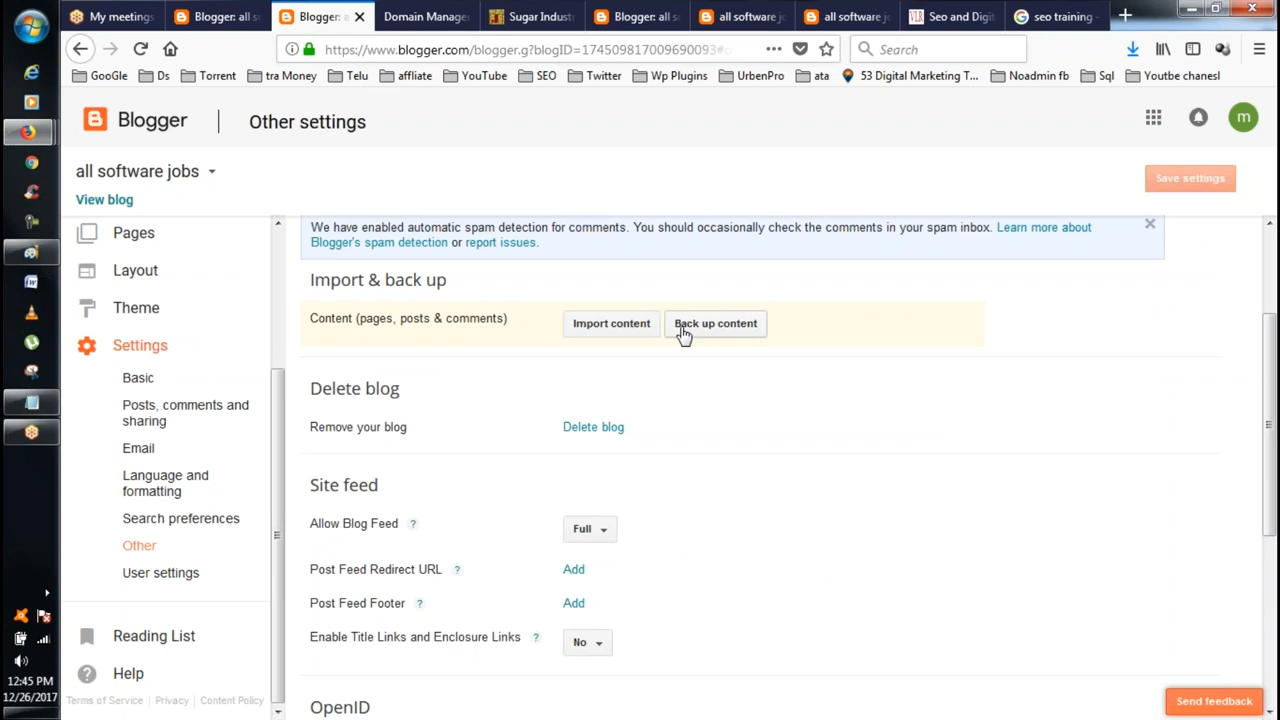 My meetings
Blogger: all s
Blogger: a
Domain Manage
Sugar Indust
Blogger: all s
all software j
all software j
VLR
Seo and Digit
seo training -
https://www.blogger.com/blogger.g?blogID=174509817009690093#o
Search
GooGle
Ds
Torrent
tra Money
Telu
affliate
YouTube
SEO
Twitter
Wp Plugins
UrbenPro
ata
53 Digital Marketing T...
Noadmin fb
Sql
Youtbe chanesl
Blogger
Other settings
m
all software jobs
Save settings
View blog
Pages
Layout
Theme
Settings
Basic
Posts, comments and
sharing
Email
Language and
formatting
Search preferences
Other
User settings
Reading List
Help
Terms of Service | Privacy | Content Policy
We have enabled automatic spam detection for comments. You should occasionally check the comments in your spam inbox. Learn more about
Blogger's spam detection or report issues.
Import & back up
Content (pages, posts & comments)
Import content
Back up content
Delete blog
Remove your blog
Delete blog
Site feed
Allow Blog Feed ?
Full
Post Feed Redirect URL ?
Add
Post Feed Footer ?
Add
Enable Title Links and Enclosure Links ?
No
OpenID
Send feedback
12:45 PM
12/26/2017